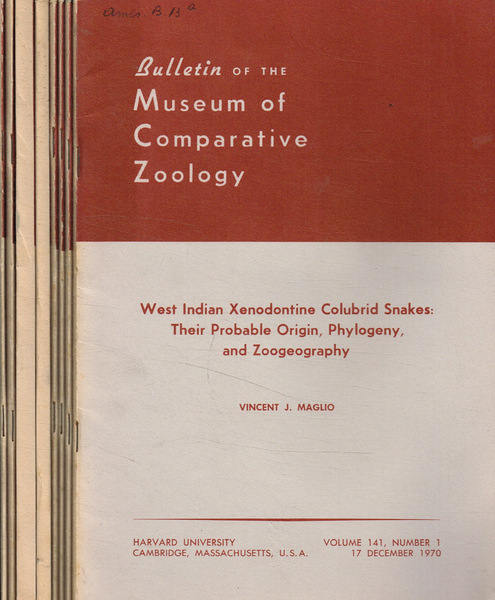 Bulletin OF THE
Museum of
Comparative
Zoology
West Indian Xenodontine Colubrid Snakes:
Their Probable Origin, Phylogeny,
and Zoogeography
VINCENT J. MAGLIO
HARVARD UNIVERSITY VOLUME 141, NUMBER 1
CAMBRIDGE, MASSACHUSETTS, U.S.A. 17 DECEMBER 1970